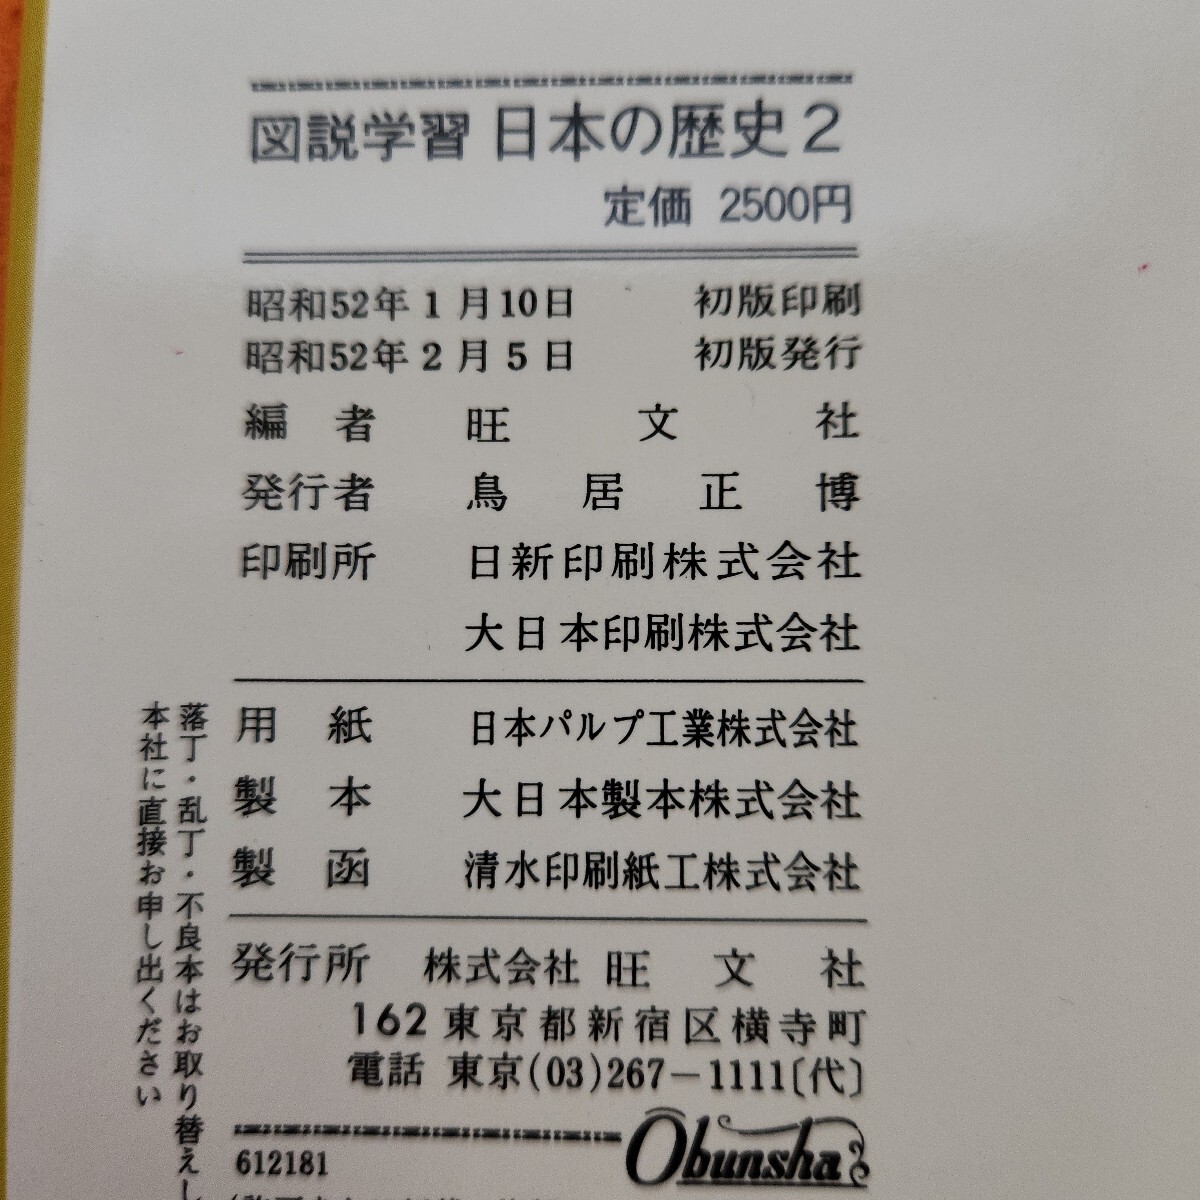 図説学習 日本の歴史2
定価 2500円
昭和52年1月10日 初版印刷
昭和52年2月5日 初版発行
編者 旺文社
発行者 鳥居正博
印刷所 日新印刷株式会社
大日本印刷株式会社
用紙 日本パルプ工業株式会社
製本 大日本製本株式会社
製函 清水印刷紙工株式会社
発行所 株式会社 旺文社
162 東京都新宿区横寺町
電話 東京(03)267-1111〔代〕
Obunsha
612181
落丁・乱丁・不良本はお取り替えし
本社に直接お申し出ください